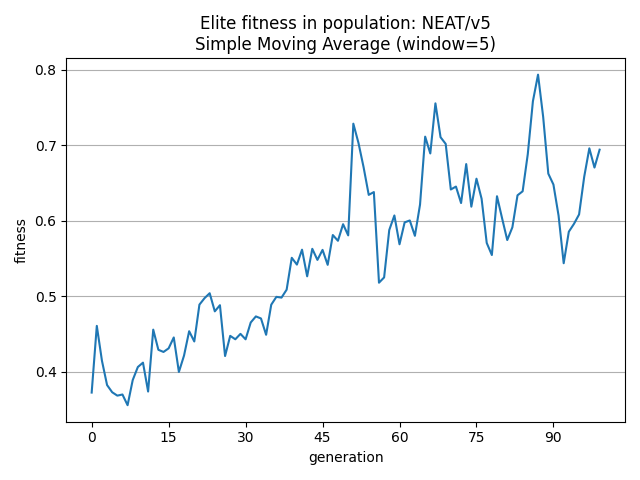 Elite fitness in population: NEAT/v5
Simple Moving Average (window=5)
0.8
0.7
0.6
0.5
0.4
fitness
0 15 30 45 60 75 90
generation